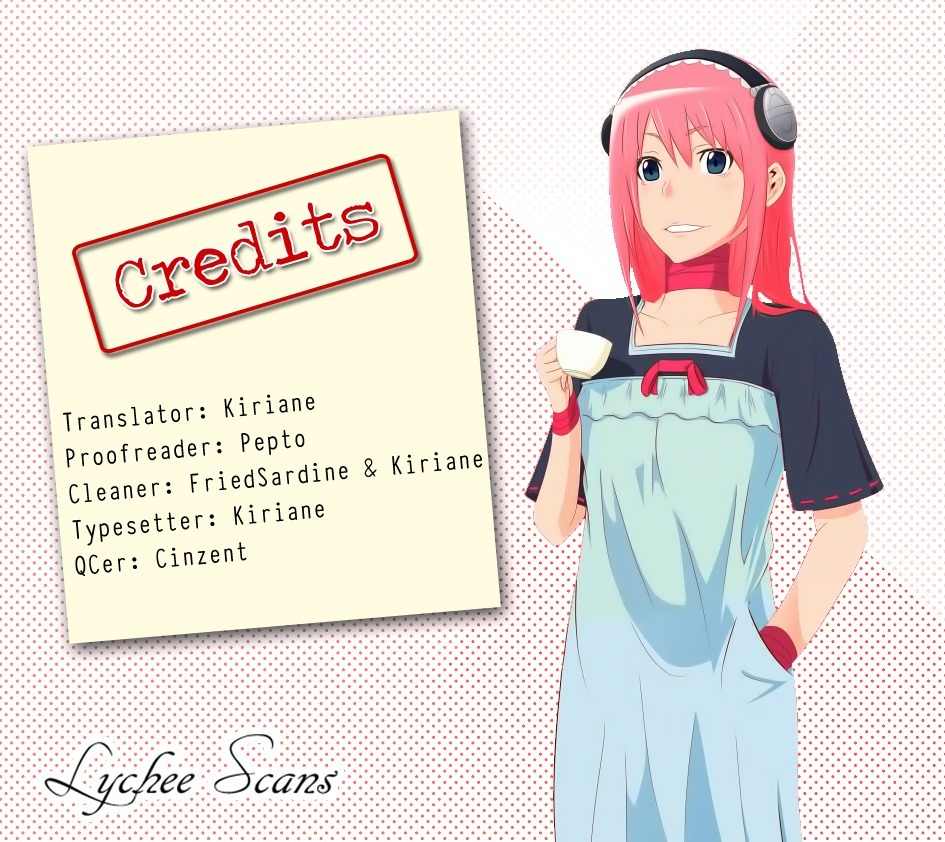 Credits
Translator: Kiriane
Proofreader: Pepto
Cleaner: FriedSardine & Kiriane
Typesetter: Kiriane
QCer: Cinzent
Lychee Scans